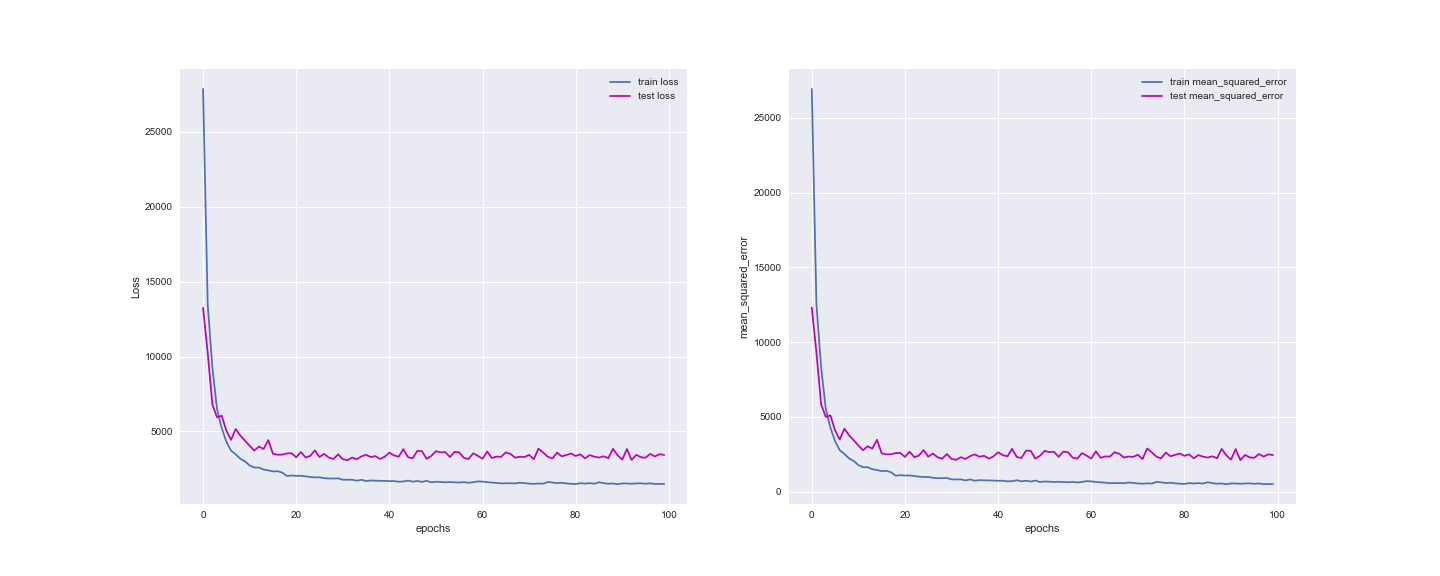 train loss
test loss
25000
20000
15000
10000
5000
Loss
0
20
40
60
80
100
epochs
train mean_squared_error
test mean_squared_error
25000
20000
15000
10000
5000
0
mean_squared_error
0
20
40
60
80
100
epochs